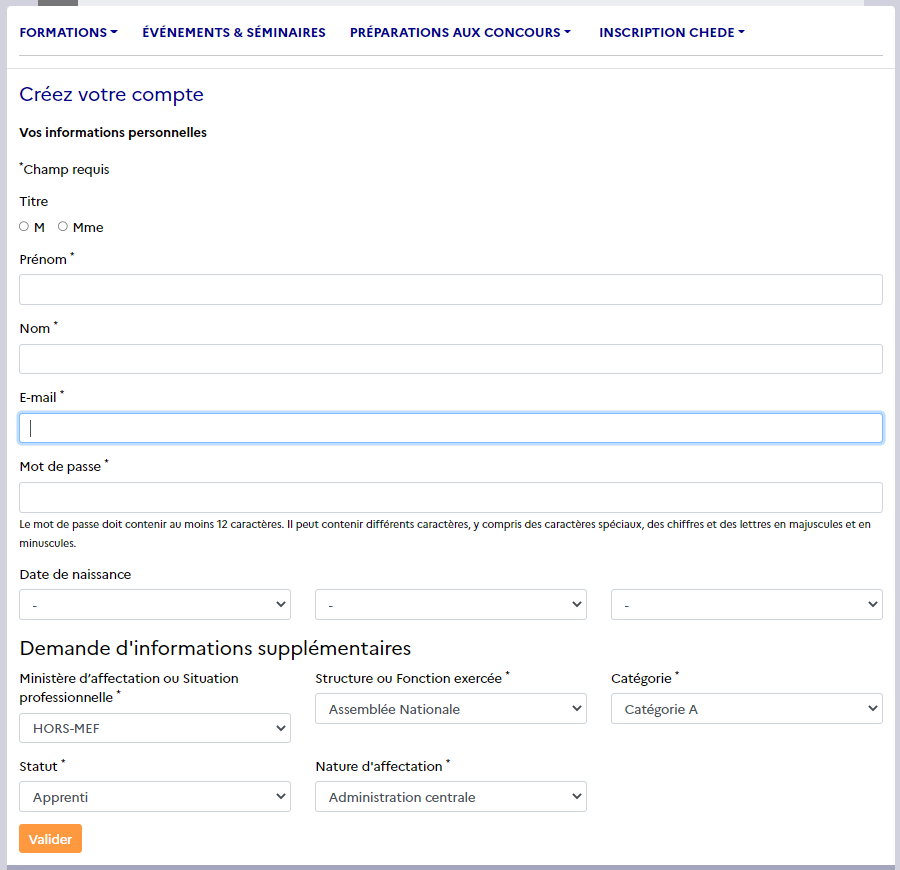 FORMATIONS ÉVÉNEMENTS & SÉMINAIRES PRÉPARATIONS AUX CONCOURS INSCRIPTION CHEDE
Créez votre compte
Vos informations personnelles
*Champ requis
Titre
M Mme
Prénom *
Nom *
E-mail *
Mot de passe *
Le mot de passe doit contenir au moins 12 caractères. Il peut contenir différents caractères, y compris des caractères spéciaux, des chiffres et des lettres en majuscules et en
minuscules.
Date de naissance
- - -
Demande d'informations supplémentaires
Ministère d’affectation ou Situation
professionnelle *
HORS-MEF
Structure ou Fonction exercée *
Assemblée Nationale
Catégorie *
Catégorie A
Statut *
Apprenti
Nature d'affectation *
Administration centrale
Valider